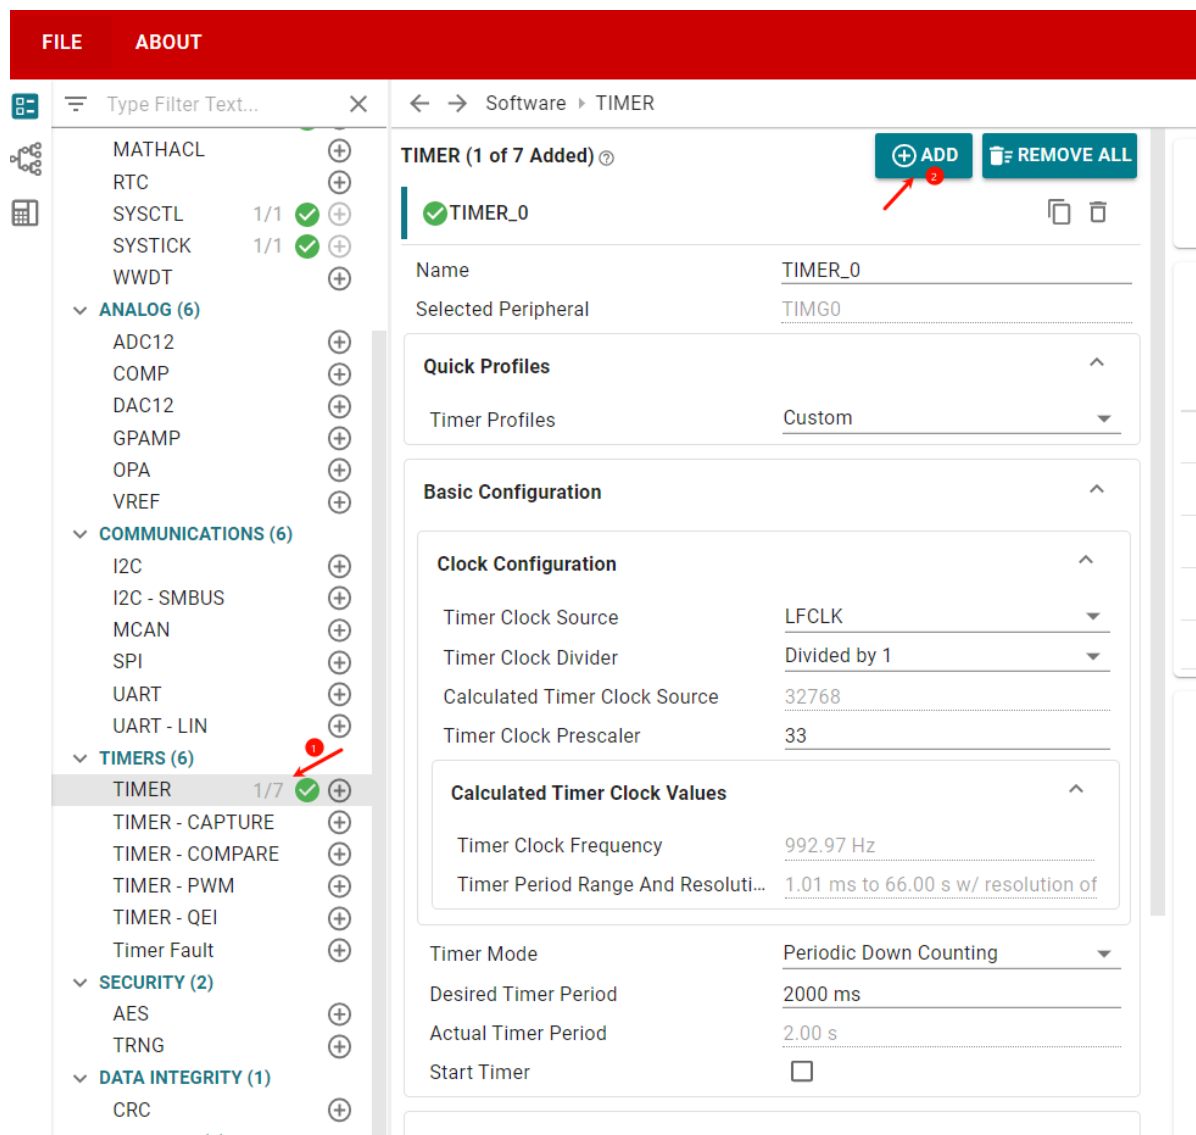 FILE ABOUT
Type Filter Text...
Software TIMER
MATHACL
RTC
SYSCTL 1/1
SYSTICK 1/1
WWDT
ANALOG (6)
ADC12
COMP
DAC12
GPAMP
OPA
VREF
COMMUNICATIONS (6)
I2C
I2C - SMBUS
MCAN
SPI
UART
UART - LIN
TIMERS (6)
1
TIMER 1/7
TIMER - CAPTURE
TIMER - COMPARE
TIMER - PWM
TIMER - QEI
Timer Fault
SECURITY (2)
AES
TRNG
DATA INTEGRITY (1)
CRC
TIMER (1 of 7 Added) ADD REMOVE ALL
2
TIMER_0
Name TIMER_0
Selected Peripheral TIMG0
Quick Profiles
Timer Profiles Custom
Basic Configuration
Clock Configuration
Timer Clock Source LFCLK
Timer Clock Divider Divided by 1
Calculated Timer Clock Source 32768
Timer Clock Prescaler 33
Calculated Timer Clock Values
Timer Clock Frequency 992.97 Hz
Timer Period Range And Resoluti... 1.01 ms to 66.00 s w/ resolution of
Timer Mode Periodic Down Counting
Desired Timer Period 2000 ms
Actual Timer Period 2.00 s
Start Timer